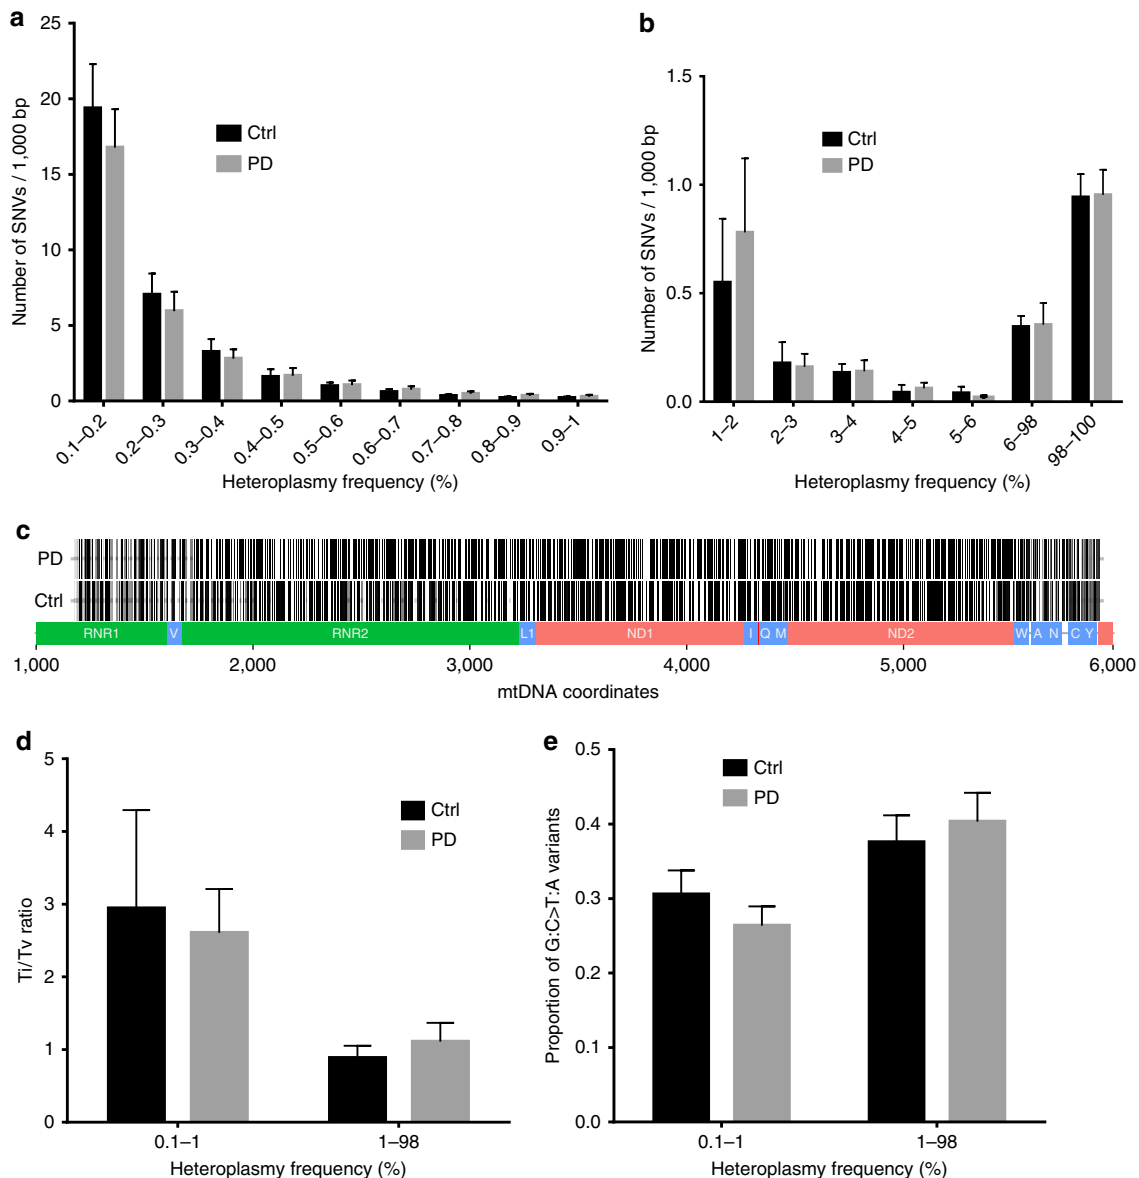 a
25
20
15
10
5
0
Number of SNVs / 1,000 bp
Ctrl
PD
0.1–0.2
0.2–0.3
0.3–0.4
0.4–0.5
0.5–0.6
0.6–0.7
0.7–0.8
0.8–0.9
0.9–1
Heteroplasmy frequency (%)
b
1.5
1.0
0.5
0.0
Number of SNVs / 1,000 bp
Ctrl
PD
1–2
2–3
3–4
4–5
5–6
6–98
98–100
Heteroplasmy frequency (%)
c
PD
Ctrl
RNR1 V RNR2 L1 ND1 I Q M ND2 W A N C Y
1,000 2,000 3,000 4,000 5,000 6,000
mtDNA coordinates
d
5
4
3
2
1
0
Ti/Tv ratio
Ctrl
PD
0.1–1 1–98
Heteroplasmy frequency (%)
e
0.5
0.4
0.3
0.2
0.1
0.0
Proportion of G:C>T:A variants
Ctrl
PD
0.1–1 1–98
Heteroplasmy frequency (%)